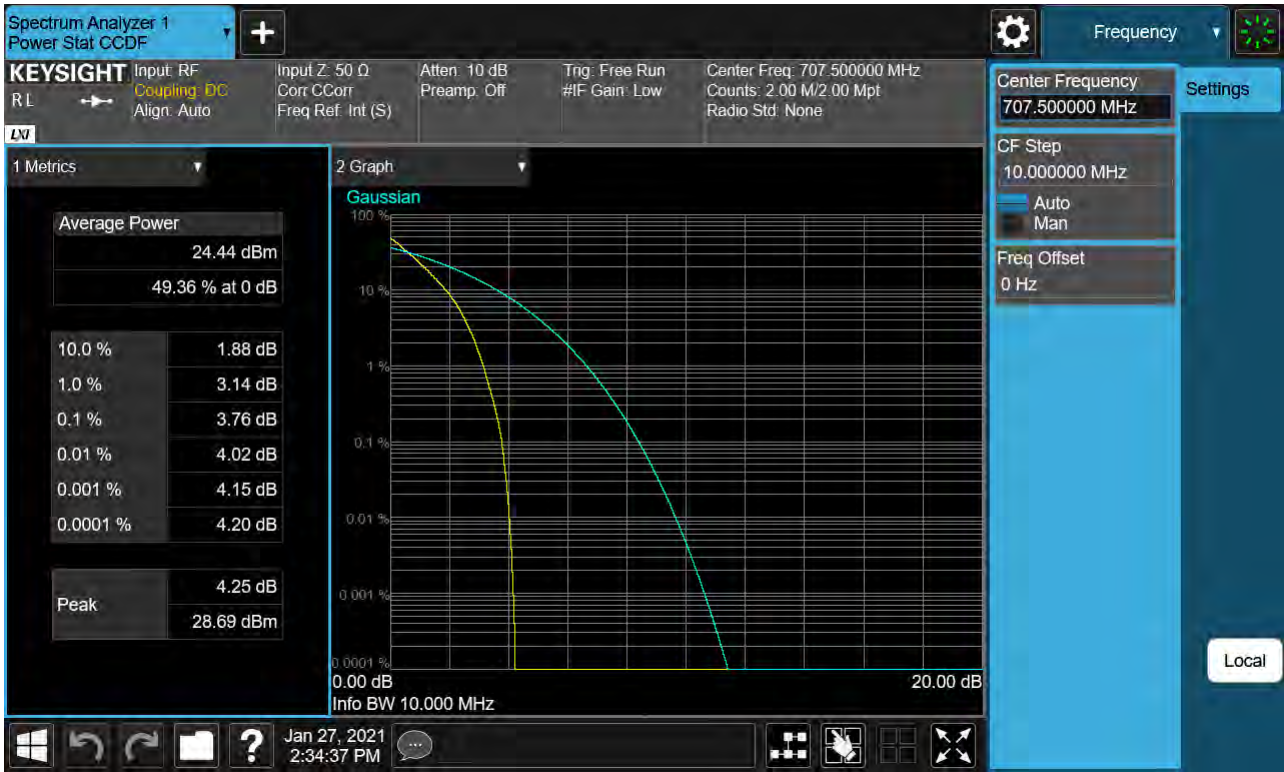 Spectrum Analyzer 1
Power Stat CCDF
+
Frequency
KEYSIGHT
R L
LXI
Input: RF
Coupling: DC
Align: Auto
Input Z: 50 Ω
Corr CCorr
Freq Ref: Int (S)
Atten: 10 dB
Preamp: Off
Trig: Free Run
#IF Gain: Low
Center Freq: 707.500000 MHz
Counts: 2.00 M/2.00 Mpt
Radio Std: None
1 Metrics
Average Power
24.44 dBm
49.36 % at 0 dB
10.0 % 1.88 dB
1.0 % 3.14 dB
0.1 % 3.76 dB
0.01 % 4.02 dB
0.001 % 4.15 dB
0.0001 % 4.20 dB
Peak
4.25 dB
28.69 dBm
2 Graph
Gaussian
100 %
10 %
1 %
0.1 %
0.01 %
0.001 %
0.0001 %
0.00 dB 20.00 dB
Info BW 10.000 MHz
Center Frequency
707.500000 MHz
CF Step
10.000000 MHz
Auto
Man
Freq Offset
0 Hz
Settings
Local
?
Jan 27, 2021
2:34:37 PM